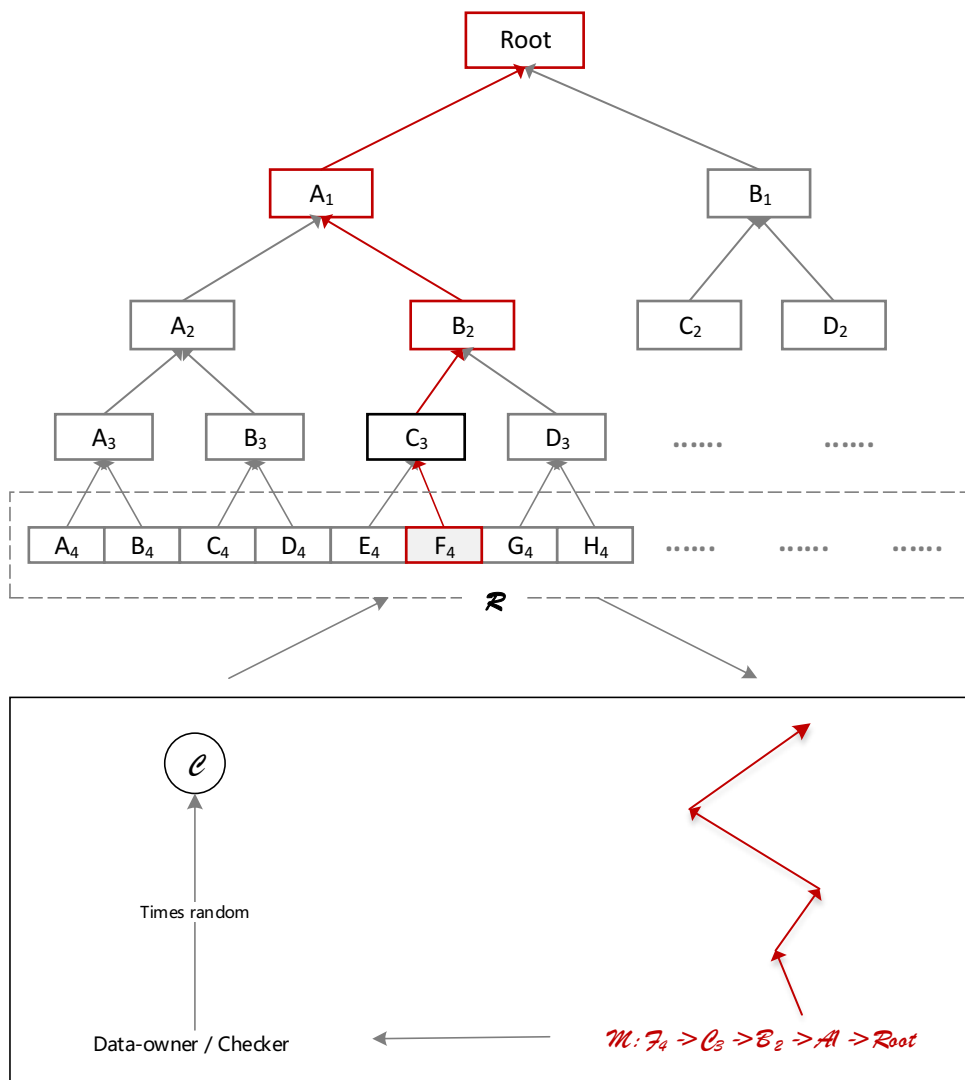 Root
A₁
B₁
A₂
B₂
C₂
D₂
A₃
B₃
C₃
D₃
......
......
A₄
B₄
C₄
D₄
E₄
F₄
G₄
H₄
......
......
......
R
C
Times random
Data-owner / Checker
M: F₄ -> C₃ -> B₂ -> A1 -> Root